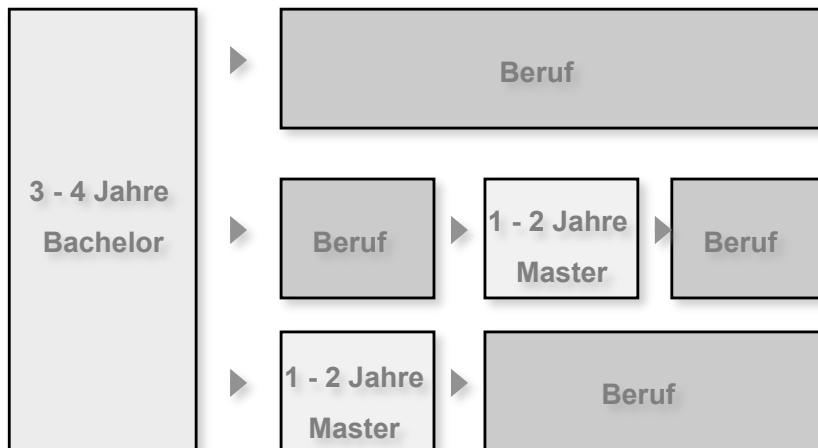 3 - 4 Jahre
Bachelor
Beruf
Beruf
1 - 2 Jahre
Master
Beruf
1 - 2 Jahre
Master
Beruf